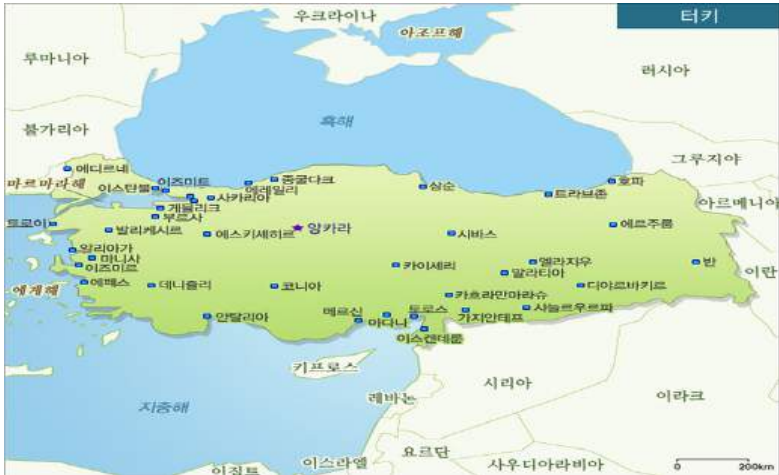 터키
우크라이나
아조프해
루마니아
러시아
흑해
불가리아
그루지야
에디르네
마르마라해
이즈미트
이스탄불
에레일리
종굴다크
사카리아
삼순
트라브존
호파
아르메니아
게믈리크
부르사
트로이
발리케시르
에스키셰히르
앙카라
시바스
에르주룸
알리아가
마니사
이즈미르
카이세리
엘라지우
말라티아
반
이란
에게해
에페스
데니즐리
코니아
디야르바키르
카흐라만마라슈
안탈리아
메르신
아다나
토로스
가지안테프
샤늘르우르파
이스켄데룬
키프로스
시리아
레바논
이라크
지중해
이집트
이스라엘
요르단
사우디아라비아
0 200km